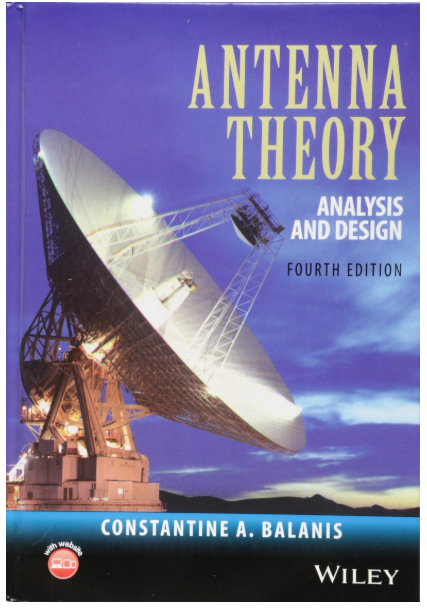 ANTENNA
THEORY
ANALYSIS
AND DESIGN
FOURTH EDITION
CONSTANTINE A. BALANIS
with website
WILEY